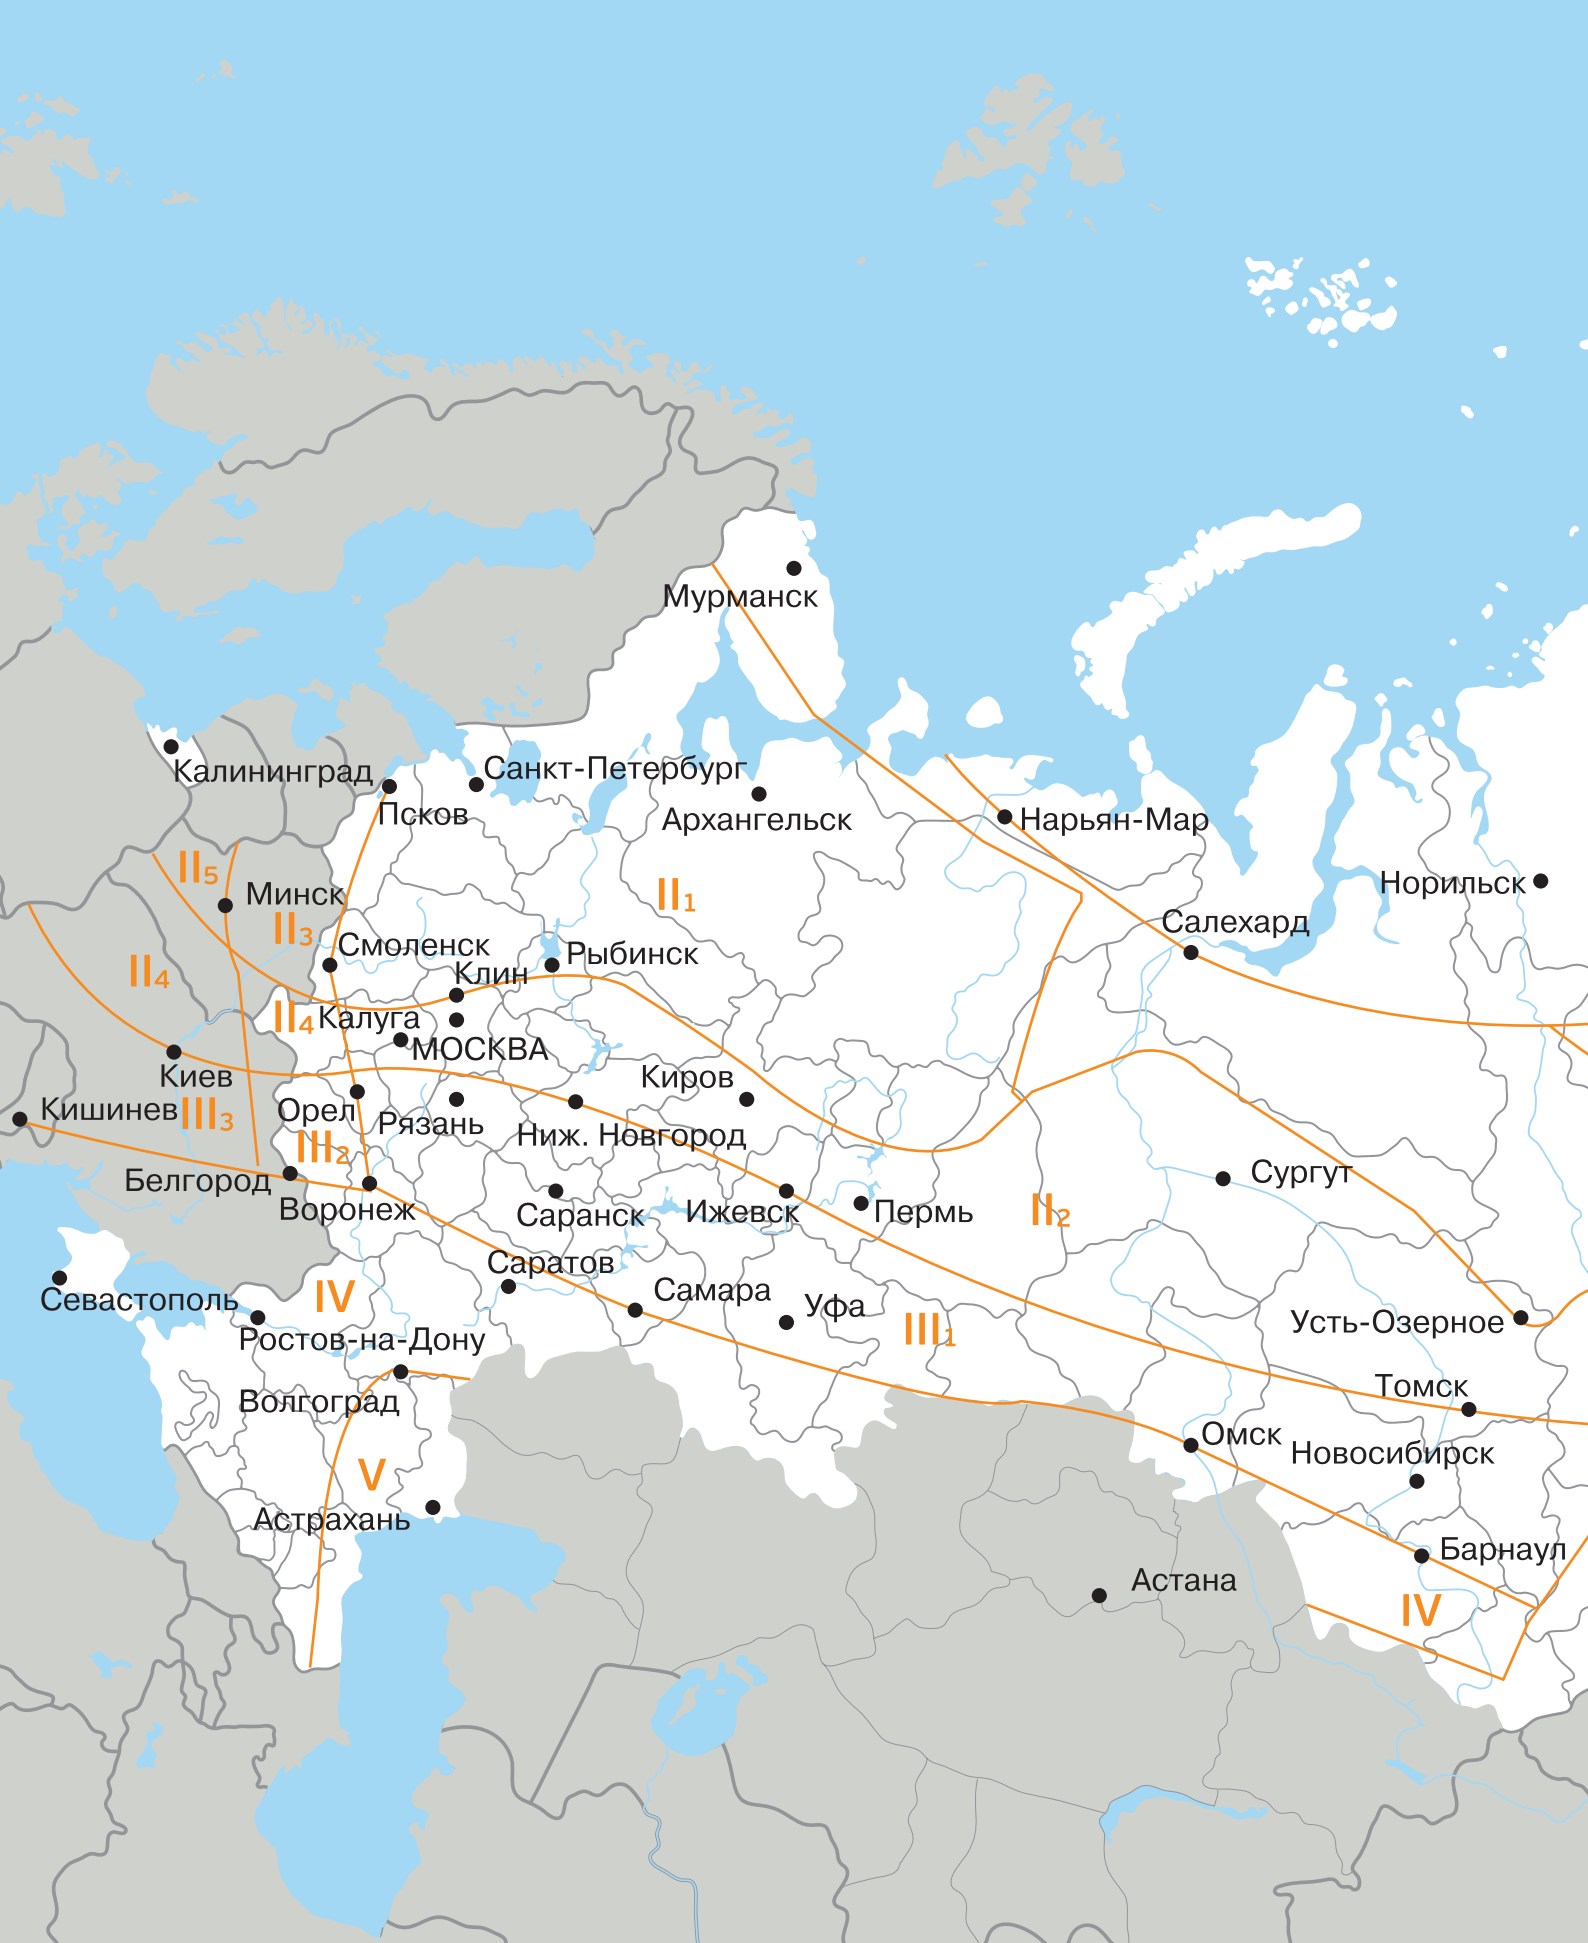 Мурманск
Калининград
Санкт-Петербург
Псков
Архангельск
Нарьян-Мар
II5
Минск
II1
Норильск
II3
Салехард
Смоленск
Рыбинск
Клин
II4
II4
Калуга
МОСКВА
Киев
Киров
Кишинев
III3
Орел
Рязань
Ниж. Новгород
III2
Белгород
Сургут
Воронеж
Саранск
Ижевск
Пермь
II2
Саратов
Севастополь
IV
Самара
Уфа
III1
Усть-Озерное
Ростов-на-Дону
Томск
Волгоград
Омск
Новосибирск
V
Астрахань
Барнаул
Астана
IV